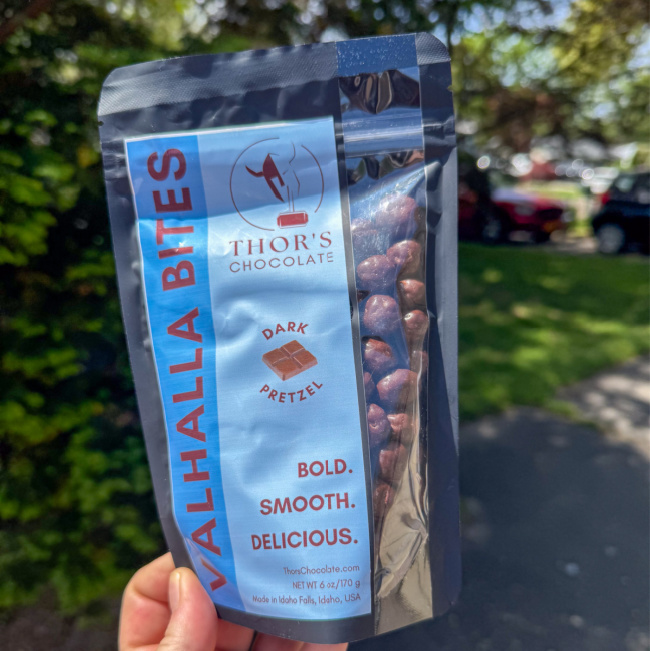 VALHALLA BITES
THOR'S
CHOCOLATE
DARK
PRETZEL
BOLD.
SMOOTH.
DELICIOUS.
ThorsChocolate.com
NET WT 6 oz/170 g
Made in Idaho Falls, Idaho, USA